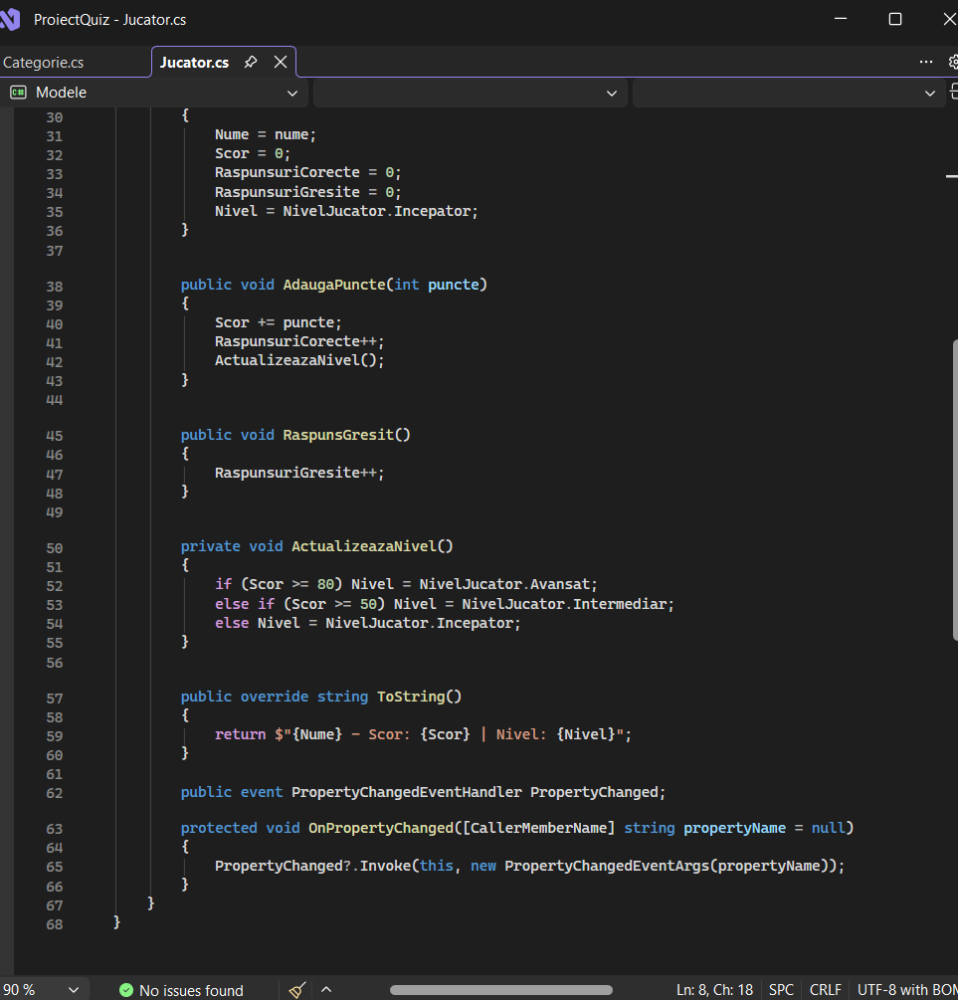 ProiectQuiz - Jucator.cs
Categorie.cs
Jucator.cs
C# Modele
30 {
31 Nume = nume;
32 Scor = 0;
33 RaspunsuriCorecte = 0;
34 RaspunsuriGresite = 0;
35 Nivel = NivelJucator.Incepator;
36 }
37
38 public void AdaugaPuncte(int puncte)
39 {
40 Scor += puncte;
41 RaspunsuriCorecte++;
42 ActualizeazaNivel();
43 }
44
45 public void RaspunsGresit()
46 {
47 RaspunsuriGresite++;
48 }
49
50 private void ActualizeazaNivel()
51 {
52 if (Scor >= 80) Nivel = NivelJucator.Avansat;
53 else if (Scor >= 50) Nivel = NivelJucator.Intermediar;
54 else Nivel = NivelJucator.Incepator;
55 }
56
57 public override string ToString()
58 {
59 return $"{Nume} - Scor: {Scor} | Nivel: {Nivel}";
60 }
61
62 public event PropertyChangedEventHandler PropertyChanged;
63 protected void OnPropertyChanged([CallerMemberName] string propertyName = null)
64 {
65 PropertyChanged?.Invoke(this, new PropertyChangedEventArgs(propertyName));
66 }
67 }
68 }
90 % No issues found Ln: 8, Ch: 18 SPC CRLF UTF-8 with BOM